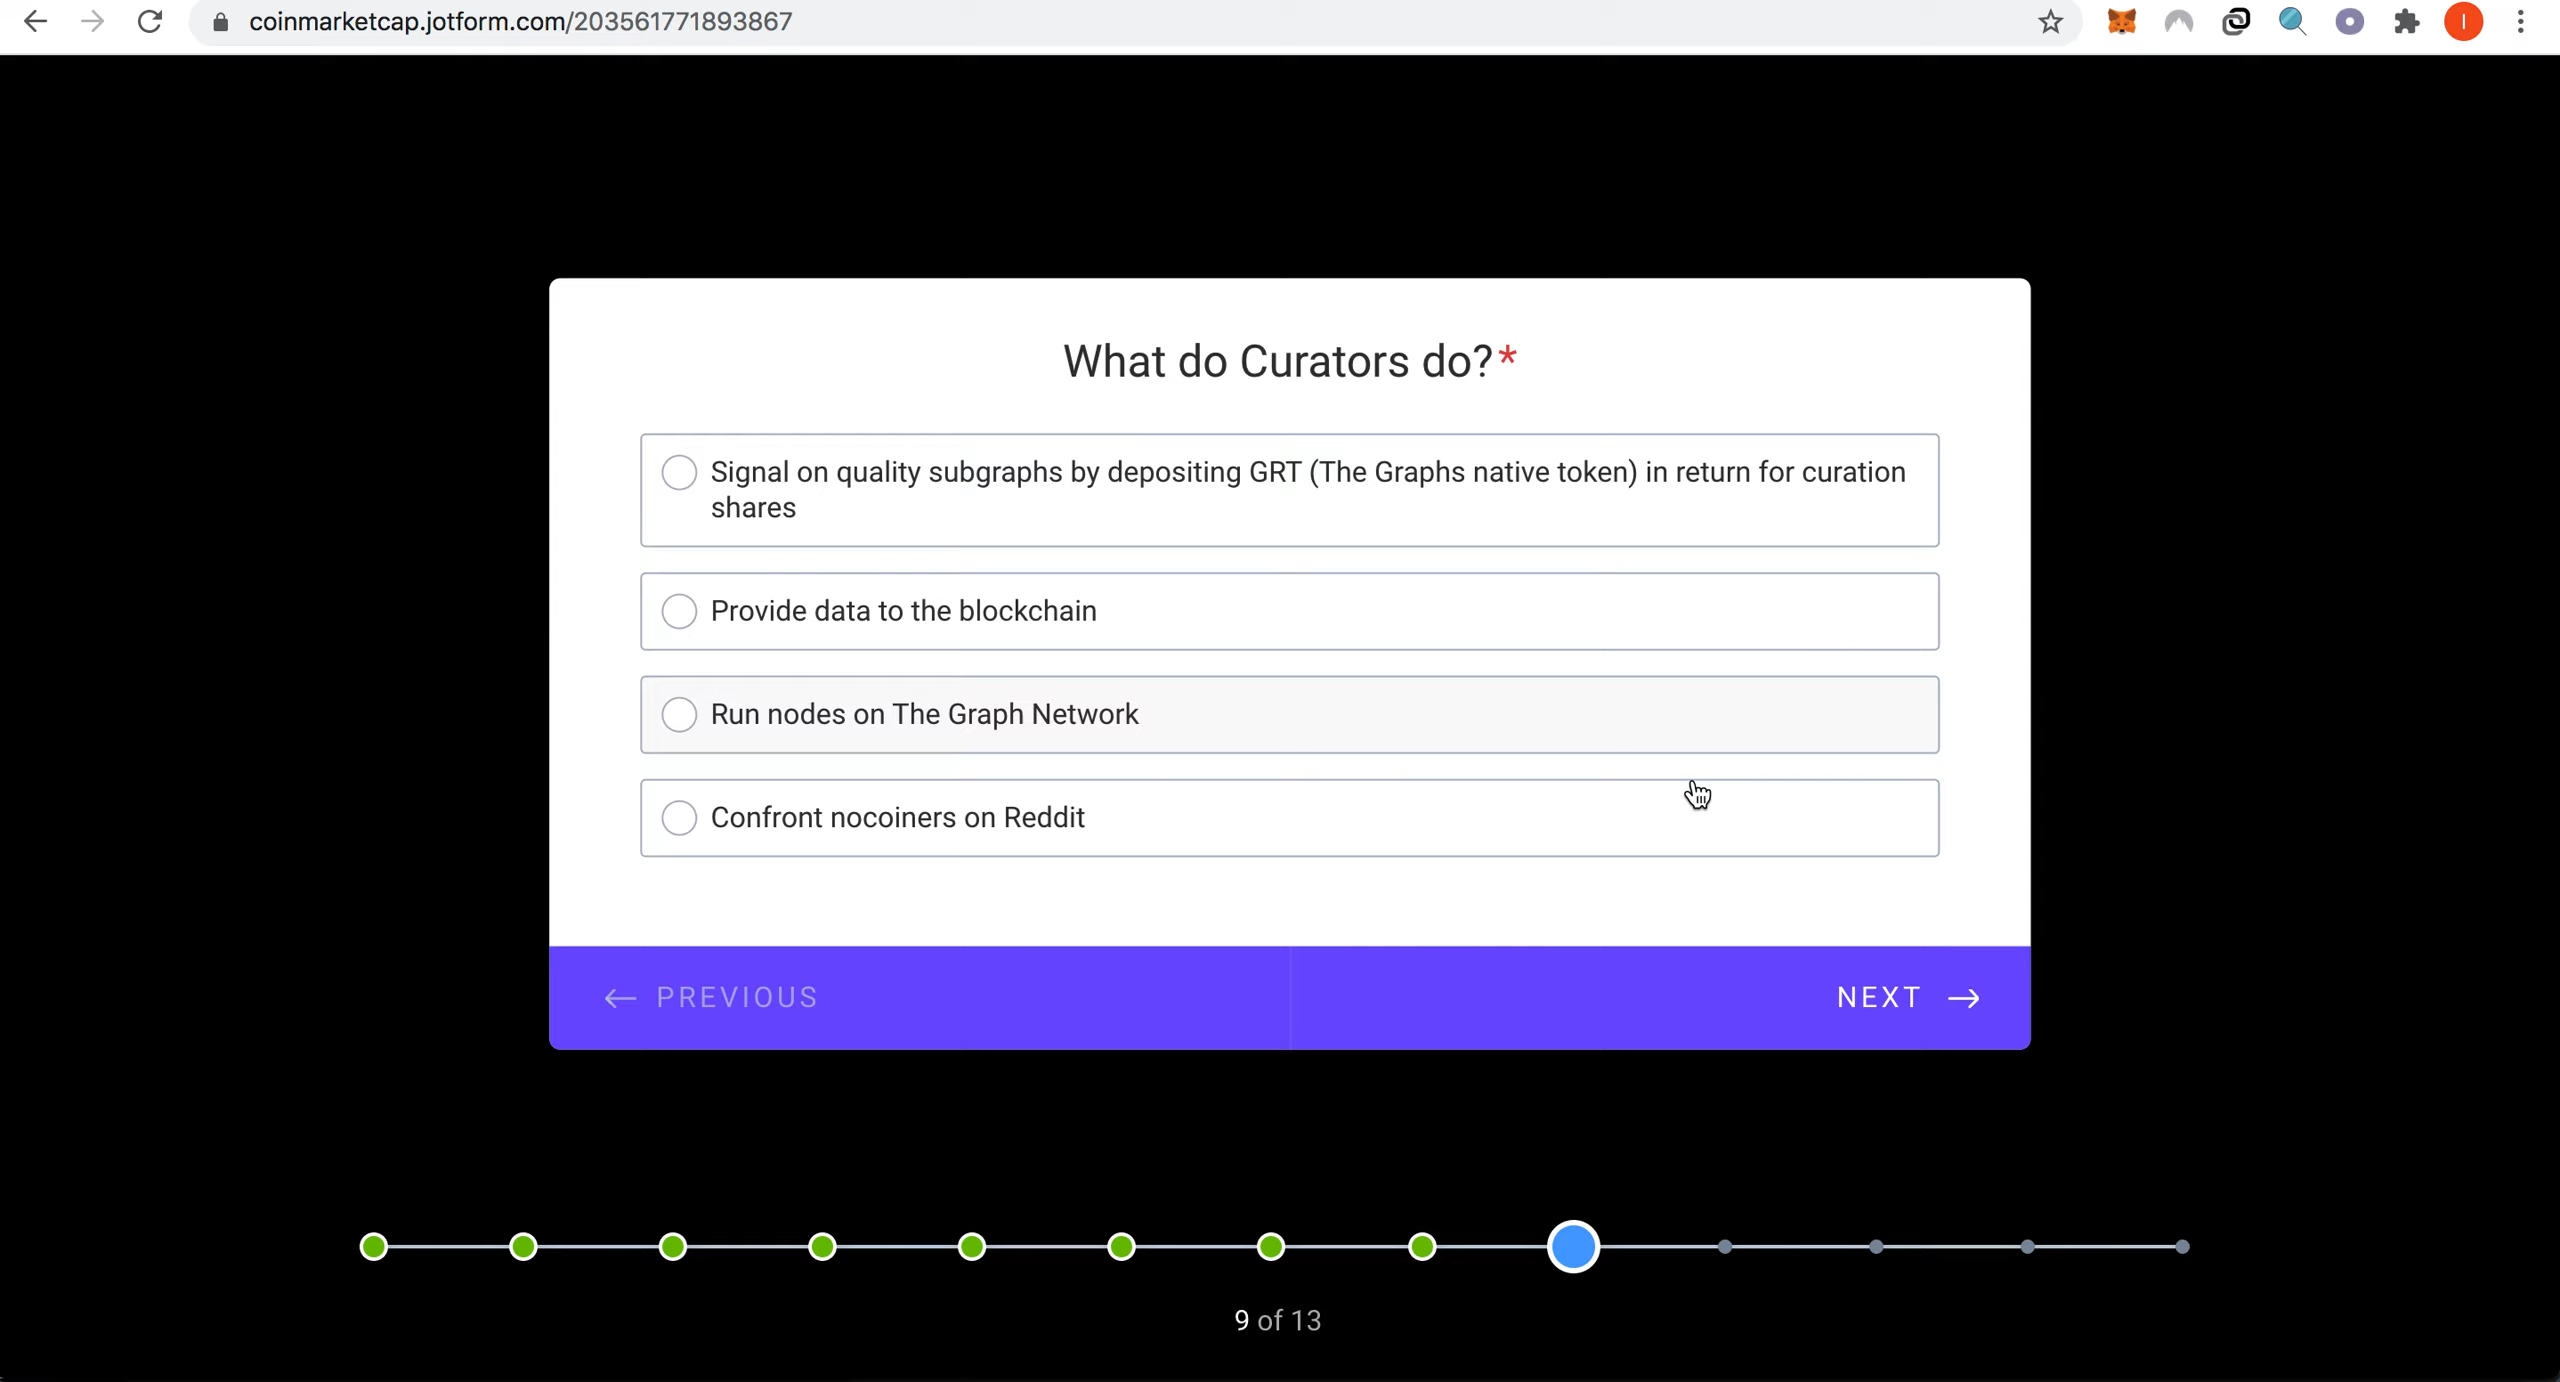 coinmarketcap.jotform.com/203561771893867
I
What do Curators do?*
Signal on quality subgraphs by depositing GRT (The Graphs native token) in return for curation
shares
Provide data to the blockchain
Run nodes on The Graph Network
Confront nocoiners on Reddit
PREVIOUS
NEXT
9 of 13